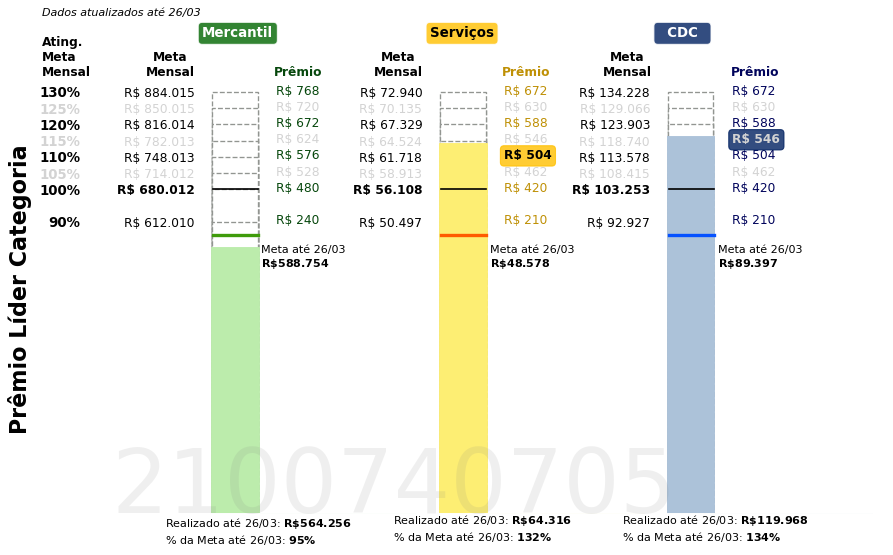 Dados atualizados até 26/03
Mercantil Serviços CDC
Ating.
Meta Meta Meta Meta
Mensal Mensal Prêmio Mensal Prêmio Mensal Prêmio
130% R$ 884.015 R$ 768 R$ 72.940 R$ 672 R$ 134.228 R$ 672
125% R$ 850.015 R$ 720 R$ 70.135 R$ 630 R$ 129.066 R$ 630
120% R$ 816.014 R$ 672 R$ 67.329 R$ 588 R$ 123.903 R$ 588
115% R$ 782.013 R$ 624 R$ 64.524 R$ 546 R$ 118.740 R$ 546
110% R$ 748.013 R$ 576 R$ 61.718 R$ 504 R$ 113.578 R$ 504
105% R$ 714.012 R$ 528 R$ 58.913 R$ 462 R$ 108.415 R$ 462
100% R$ 680.012 R$ 480 R$ 56.108 R$ 420 R$ 103.253 R$ 420
90% R$ 612.010 R$ 240 R$ 50.497 R$ 210 R$ 92.927 R$ 210
Meta até 26/03 Meta até 26/03 Meta até 26/03
R$588.754 R$48.578 R$89.397
Prêmio Líder Categoria
2100740705
Realizado até 26/03: R$564.256 Realizado até 26/03: R$64.316 Realizado até 26/03: R$119.968
% da Meta até 26/03: 95% % da Meta até 26/03: 132% % da Meta até 26/03: 134%